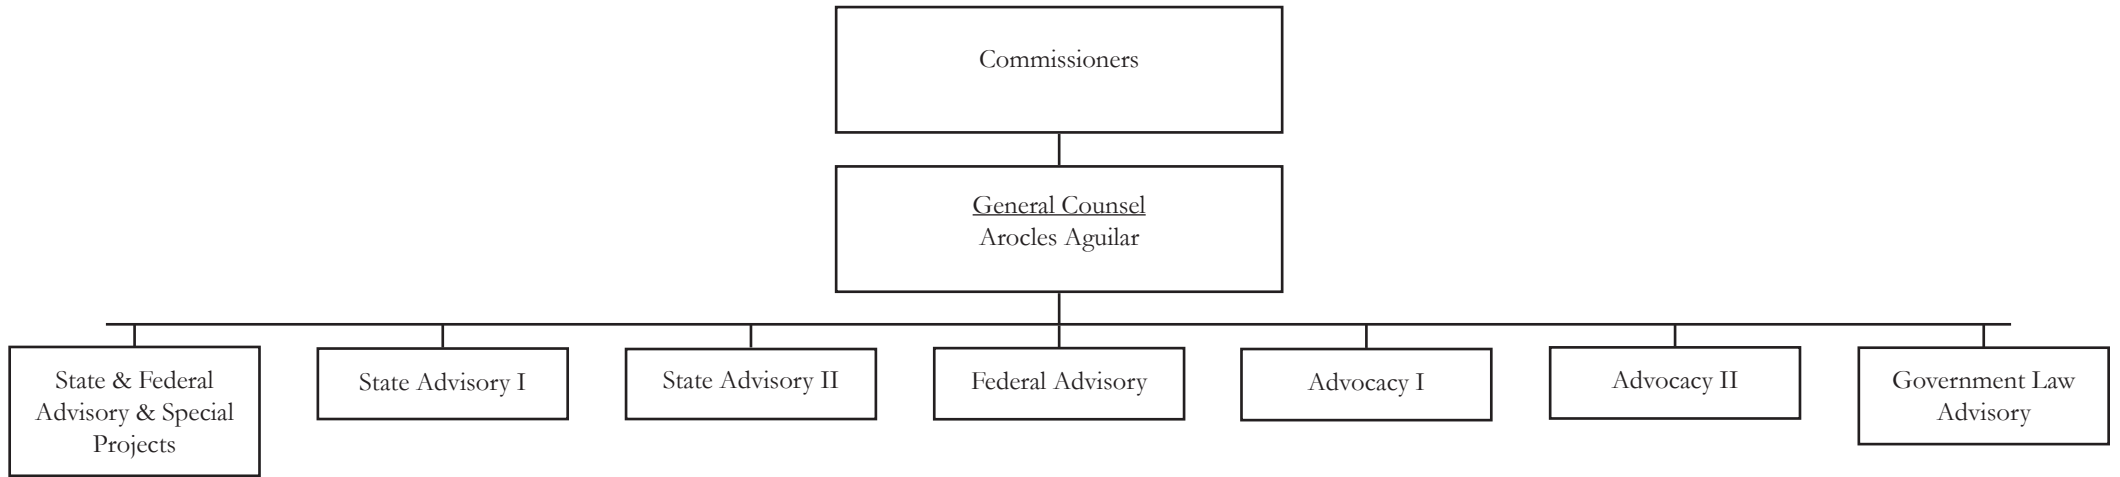 Commissioners
General Counsel
Arocles Aguilar
State & Federal
Advisory & Special
Projects
State Advisory I
State Advisory II
Federal Advisory
Advocacy I
Advocacy II
Government Law
Advisory